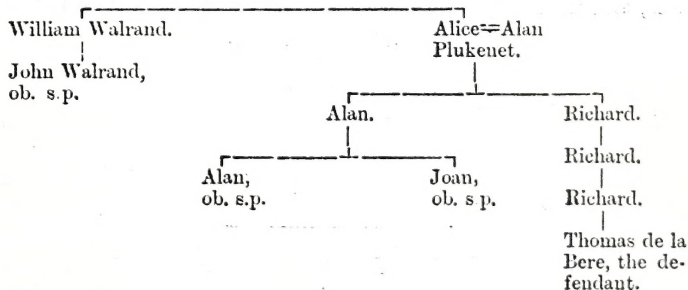 William Walrand.
Alice=Alan
Plukenet.
John Walrand,
ob. s.p.
Alan.
Richard.
Alan,
ob. s.p.
Joan,
ob. s p.
Richard.
Richard.
Thomas de la
Bere, the de-
fendant.